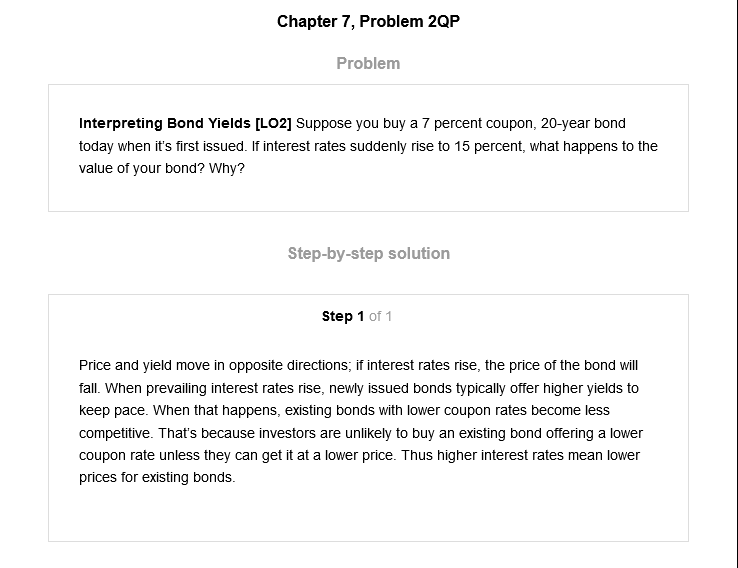 Chapter 7, Problem 2QP
Problem
Interpreting Bond Yields [LO2] Suppose you buy a 7 percent coupon, 20-year bond
today when it's first issued. If interest rates suddenly rise to 15 percent, what happens to the
value of your bond? Why?
Step-by-step solution
Step 1 of 1
Price and yield move in opposite directions; if interest rates rise, the price of the bond will
fall. When prevailing interest rates rise, newly issued bonds typically offer higher yields to
keep pace. When that happens, existing bonds with lower coupon rates become less
competitive. That's because investors are unlikely to buy an existing bond offering a lower
coupon rate unless they can get it at a lower price. Thus higher interest rates mean lower
prices for existing bonds.